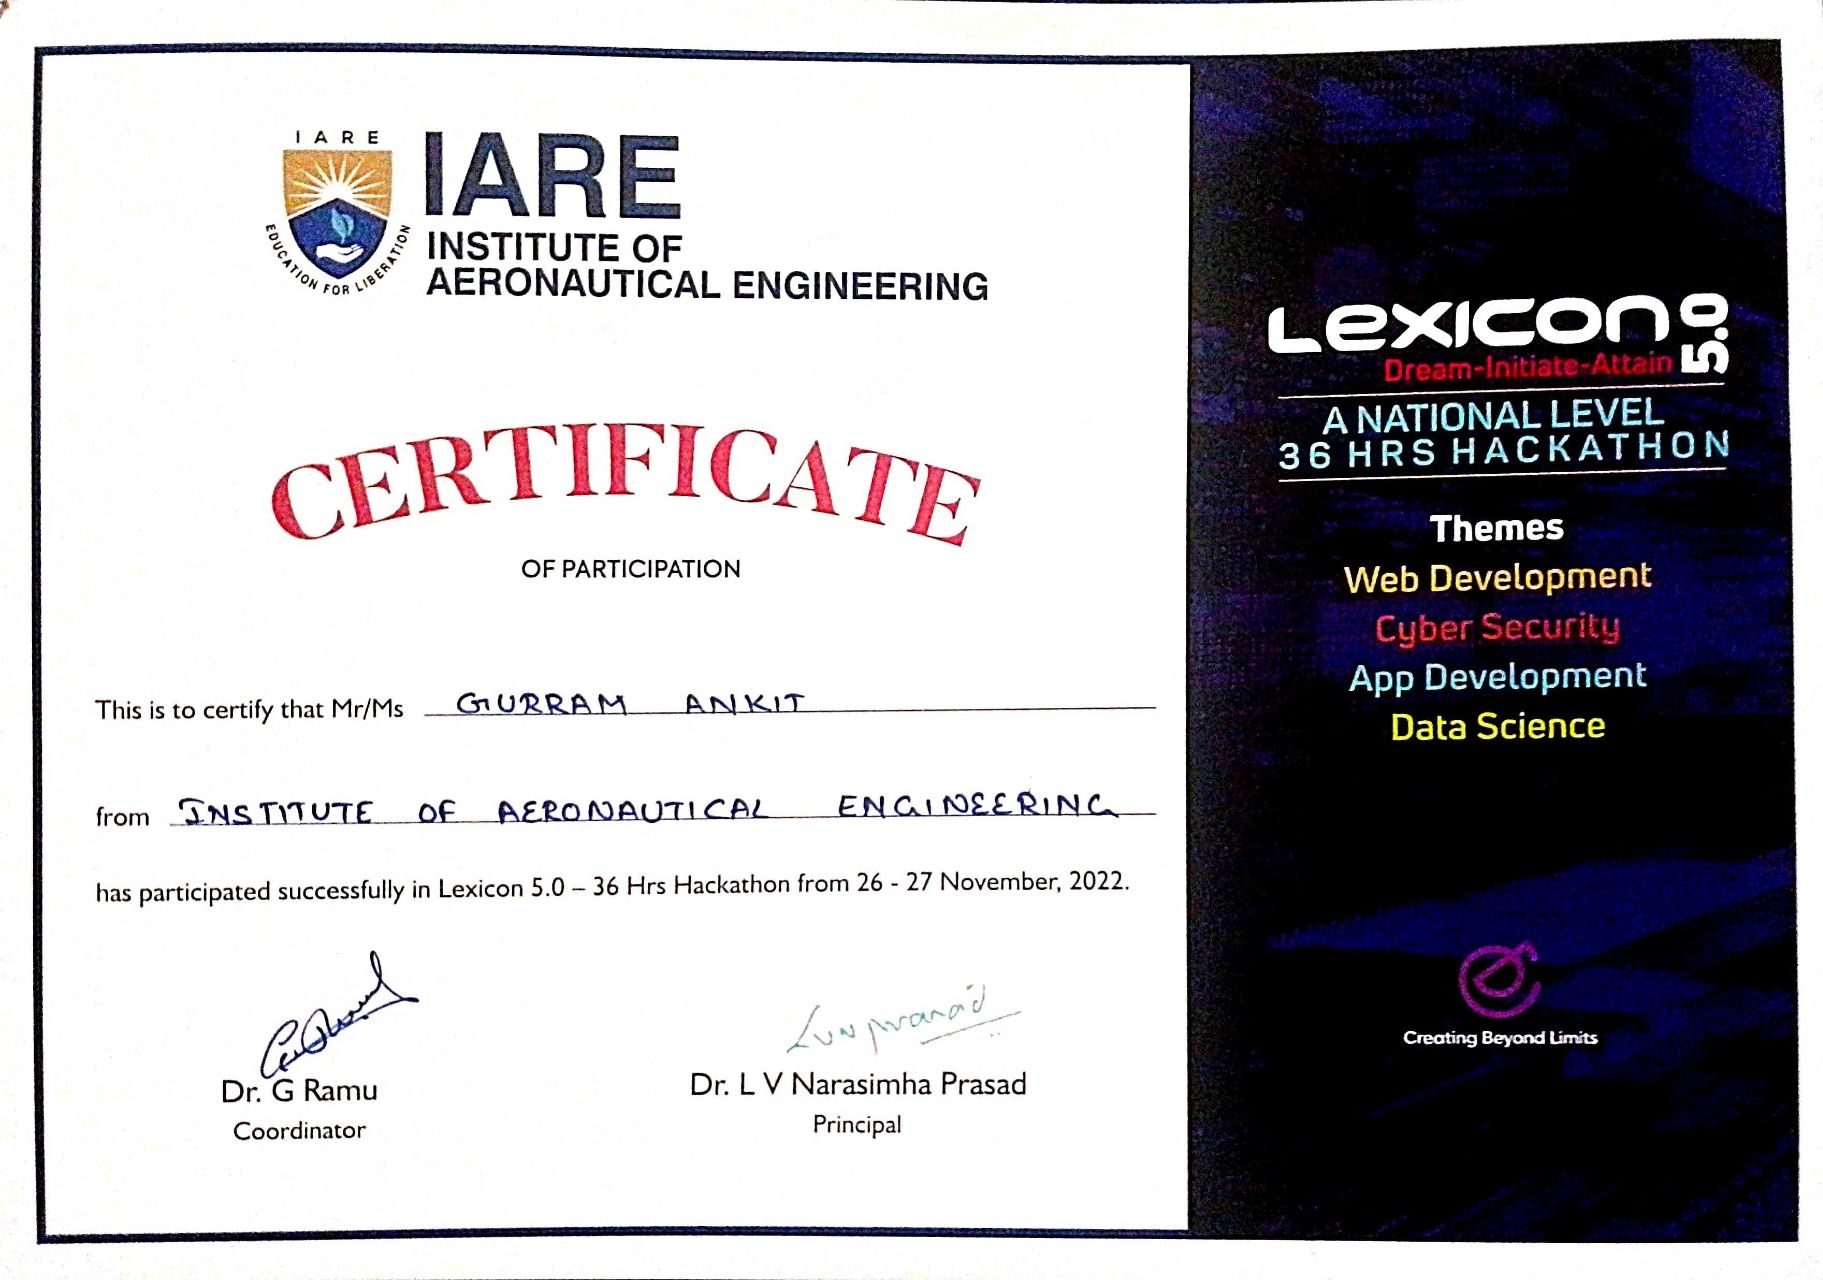 IARE
EDUCATION FOR LIBERATION
IARE
INSTITUTE OF
AERONAUTICAL ENGINEERING
CERTIFICATE
OF PARTICIPATION
This is to certify that Mr/Ms GURRAM ANKIT
from INSTITUTE OF AERONAUTICAL ENGINEERING
has participated successfully in Lexicon 5.0 – 36 Hrs Hackathon from 26 - 27 November, 2022.
Dr. G Ramu
Coordinator
Dr. L V Narasimha Prasad
Principal
Lexicon 5.0
Dream-Initiate-Attain
A NATIONAL LEVEL
36 HRS HACKATHON
Themes
Web Development
Cyber Security
App Development
Data Science
Creating Beyond Limits